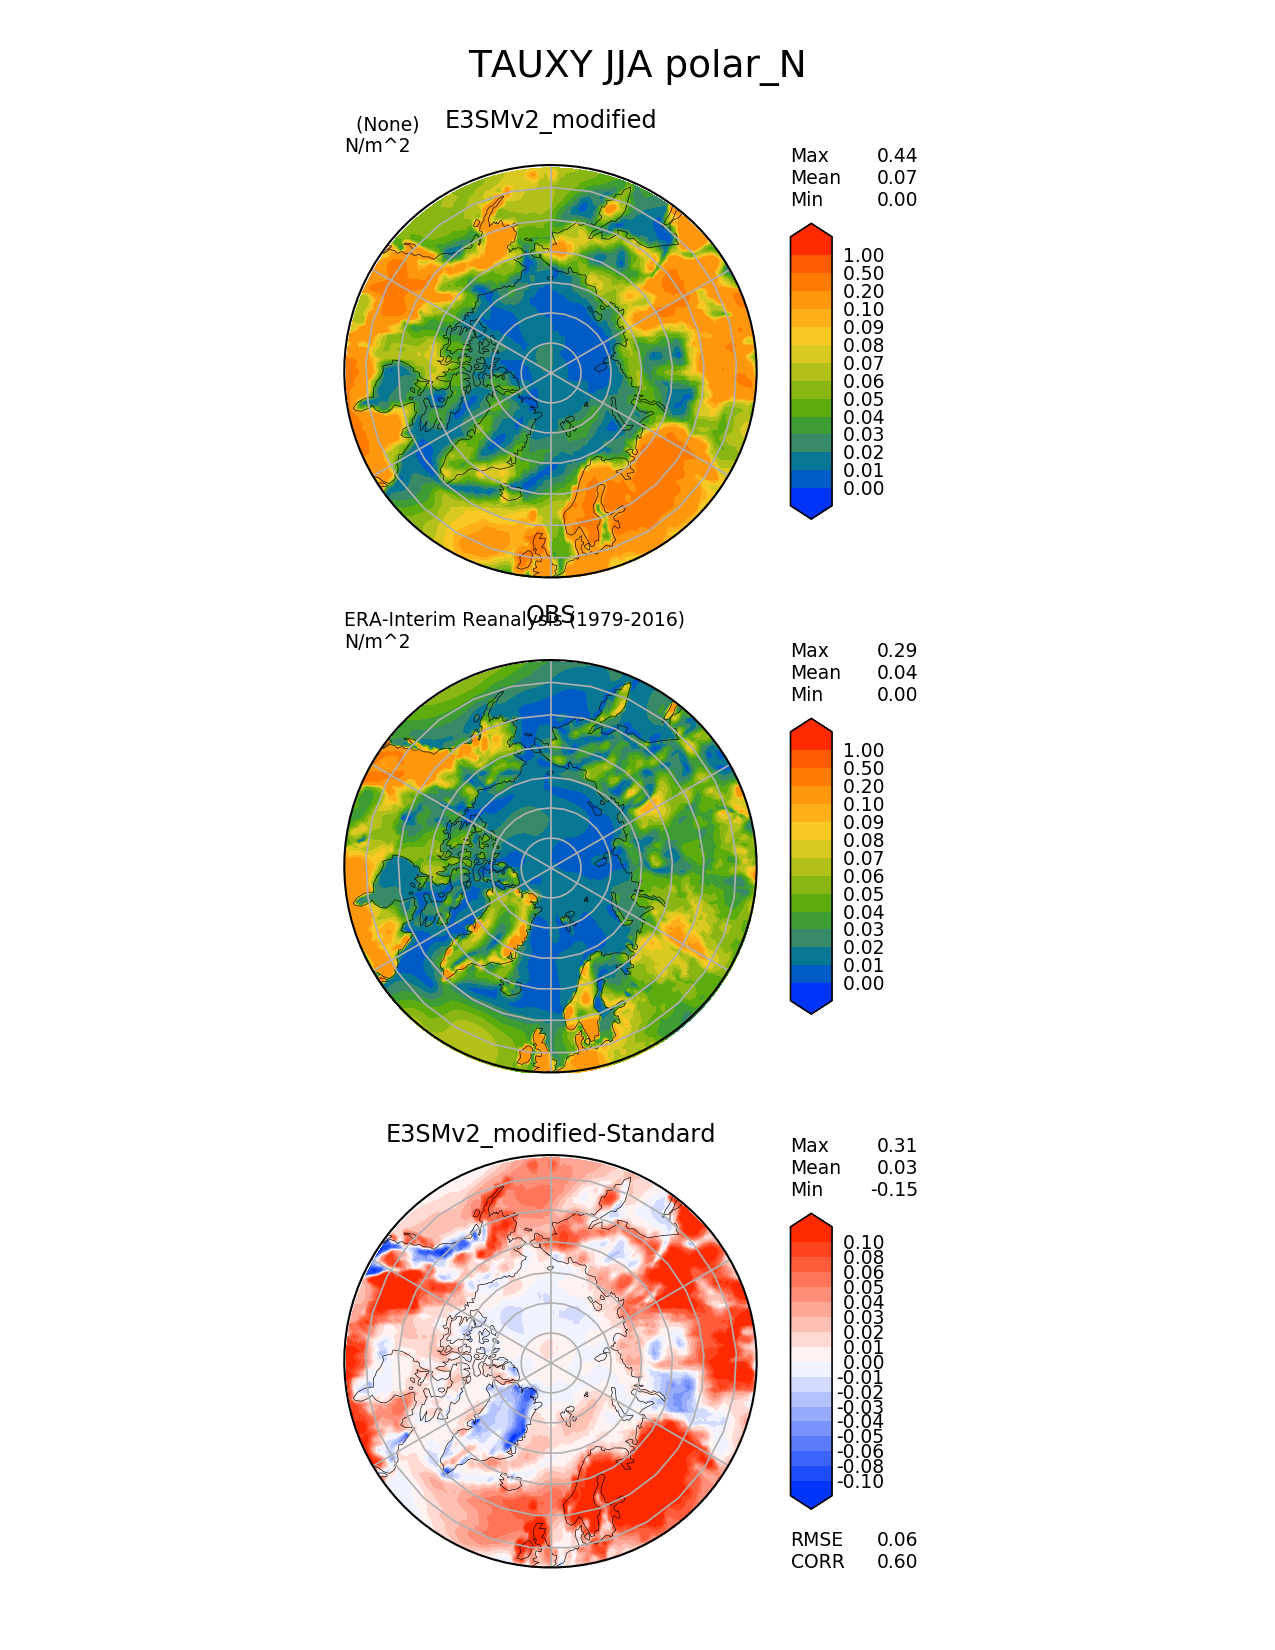 TAUXY JJA polar_N
E3SMv2_modified
(None)
N/m^2
Max 0.44
Mean 0.07
Min 0.00
1.00
0.50
0.20
0.10
0.09
0.08
0.07
0.06
0.05
0.04
0.03
0.02
0.01
0.00
OBS
ERA-Interim Reanalysis (1979-2016)
N/m^2
Max 0.29
Mean 0.04
Min 0.00
1.00
0.50
0.20
0.10
0.09
0.08
0.07
0.06
0.05
0.04
0.03
0.02
0.01
0.00
E3SMv2_modified-Standard
Max 0.31
Mean 0.03
Min -0.15
0.10
0.08
0.06
0.05
0.04
0.03
0.02
0.01
0.00
-0.01
-0.02
-0.03
-0.04
-0.05
-0.06
-0.08
-0.10
RMSE 0.06
CORR 0.60